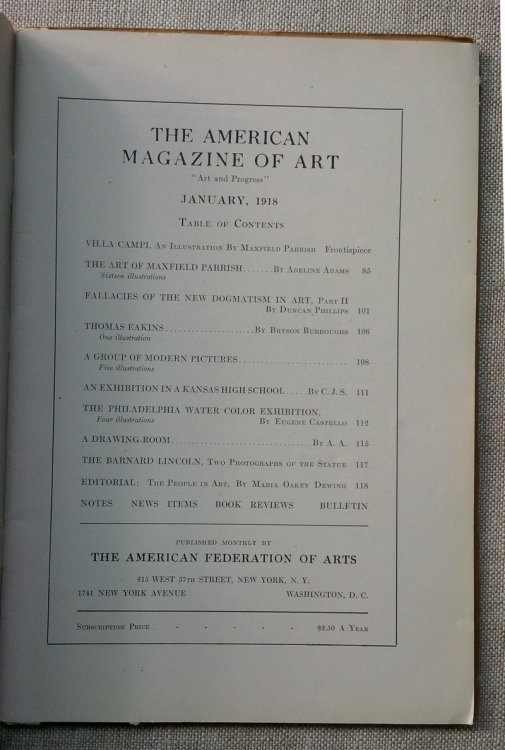 THE AMERICAN
MAGAZINE OF ART
"Art and Progress"
JANUARY, 1918
TABLE OF CONTENTS
VILLA CAMPI, AN ILLUSTRATION BY MAXFIELD PARRISH Frontispiece
THE ART OF MAXFIELD PARRISH.......BY ADELINE ADAMS 85
Sixteen illustrations
FALLACIES OF THE NEW DOGMATISM IN ART, PART II
BY DUNCAN PHILLIPS 101
THOMAS EAKINS.....................BY BRYSON BURROUGHS 106
One illustration
A GROUP OF MODERN PICTURES......................... 108
Five illustrations
AN EXHIBITION IN A KANSAS HIGH SCHOOL ... BY C. J. S. 111
THE PHILADELPHIA WATER COLOR EXHIBITION,
Four illustrations BY EUGENE CASTELLO 112
A DRAWING-ROOM.................................BY A. A. 115
THE BARNARD LINCOLN, TWO PHOTOGRAPHS OF THE STATUE 117
EDITORIAL: THE PEOPLE IN ART, BY MARIA OAKEY DEWING 118
NOTES NEWS ITEMS BOOK REVIEWS BULLETIN
PUBLISHED MONTHLY BY
THE AMERICAN FEDERATION OF ARTS
215 WEST 57TH STREET, NEW YORK, N. Y.
1741 NEW YORK AVENUE WASHINGTON, D. C.
SUBSCRIPTION PRICE - - - - - $2.50 A YEAR